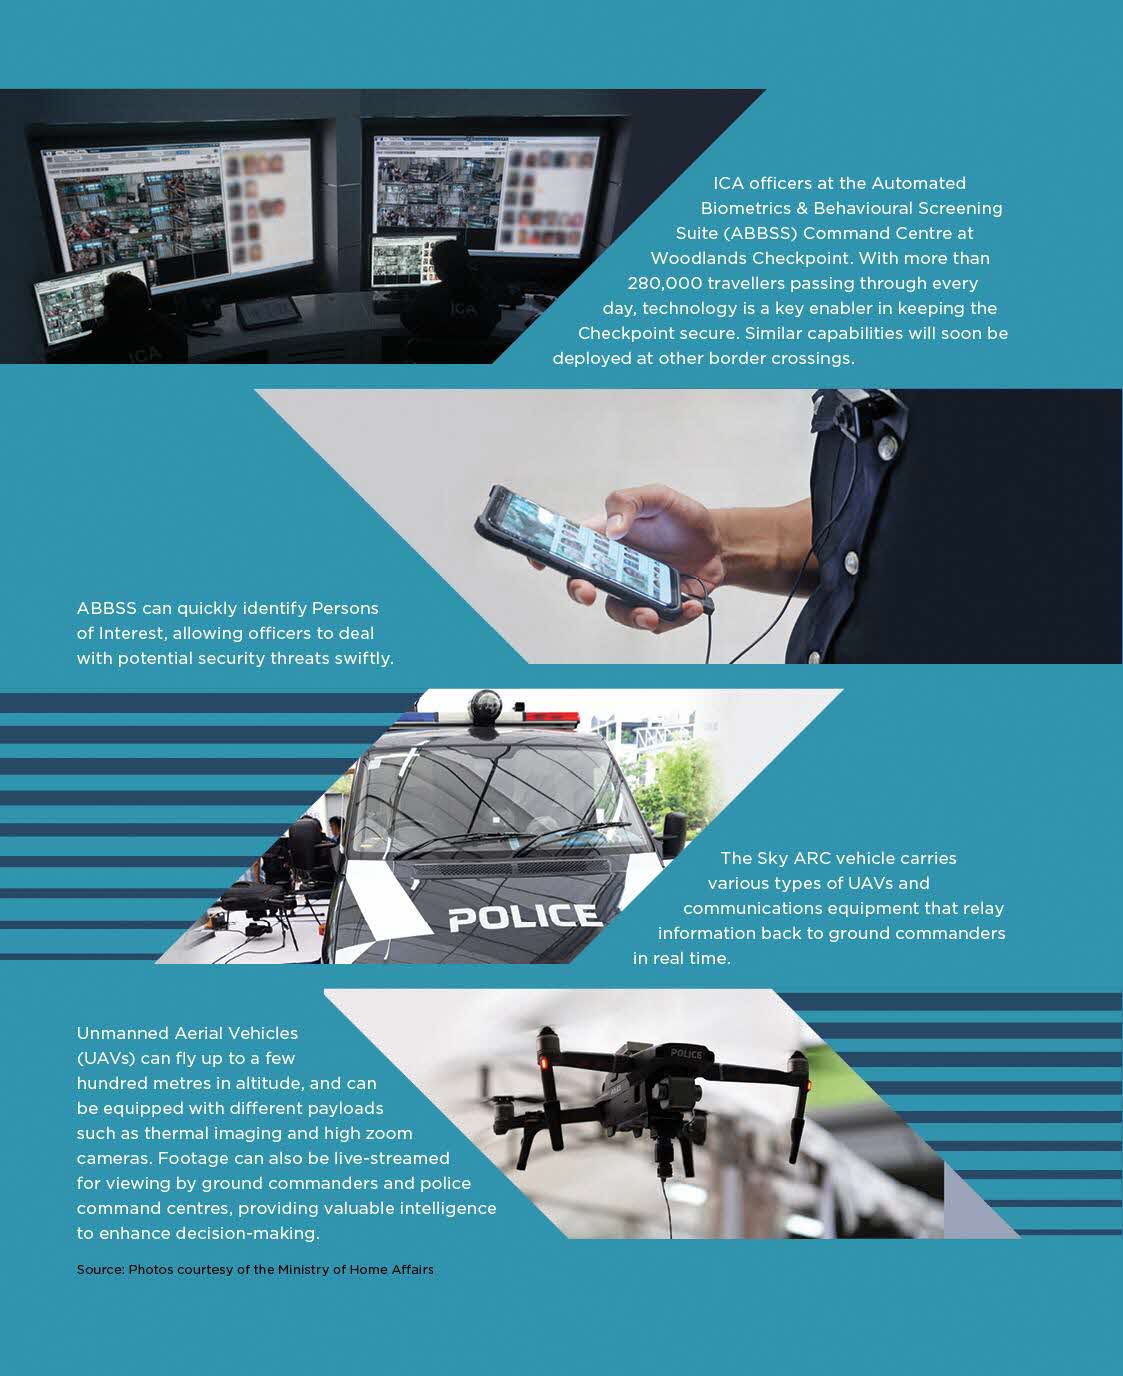 ICA officers at the Automated
Biometrics & Behavioural Screening
Suite (ABBSS) Command Centre at
Woodlands Checkpoint. With more than
280,000 travellers passing through every
day, technology is a key enabler in keeping the
Checkpoint secure. Similar capabilities will soon be
deployed at other border crossings.
ICA
ICA
ABBSS can quickly identify Persons
of Interest, allowing officers to deal
with potential security threats swiftly.
POLICE
The Sky ARC vehicle carries
various types of UAVs and
communications equipment that relay
information back to ground commanders
in real time.
Unmanned Aerial Vehicles
(UAVs) can fly up to a few
hundred metres in altitude, and can
be equipped with different payloads
such as thermal imaging and high zoom
cameras. Footage can also be live-streamed
for viewing by ground commanders and police
command centres, providing valuable intelligence
to enhance decision-making.
POLICE
Source: Photos courtesy of the Ministry of Home Affairs